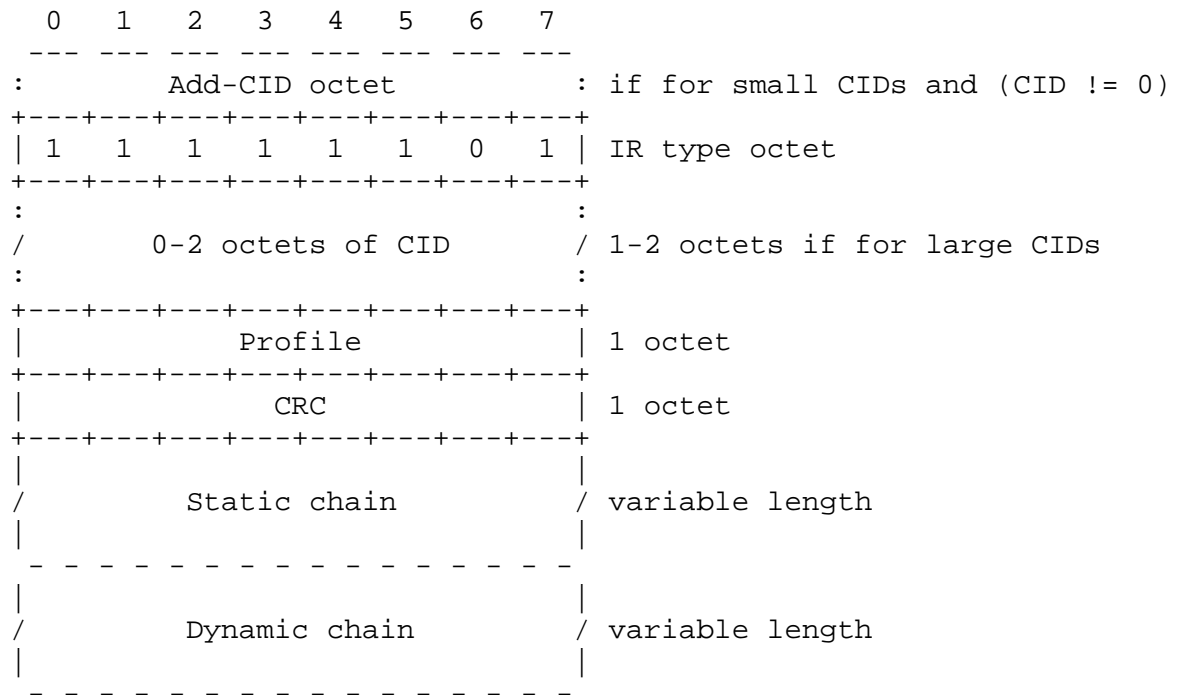 0   1   2   3   4   5   6   7
 --- --- --- --- --- --- --- ---
:         Add-CID octet         : if for small CIDs and (CID != 0)
+---+---+---+---+---+---+---+---+
| 1   1   1   1   1   1   0   1 | IR type octet
+---+---+---+---+---+---+---+---+
:                               :
/       0-2 octets of CID       / 1-2 octets if for large CIDs
:                               :
+---+---+---+---+---+---+---+---+
|            Profile            | 1 octet
+---+---+---+---+---+---+---+---+
|              CRC              | 1 octet
+---+---+---+---+---+---+---+---+
|                               |
/         Static chain          / variable length
|                               |
 - - - - - - - - - - - - - - - -
|                               |
/         Dynamic chain         / variable length
|                               |
 - - - - - - - - - - - - - - - -